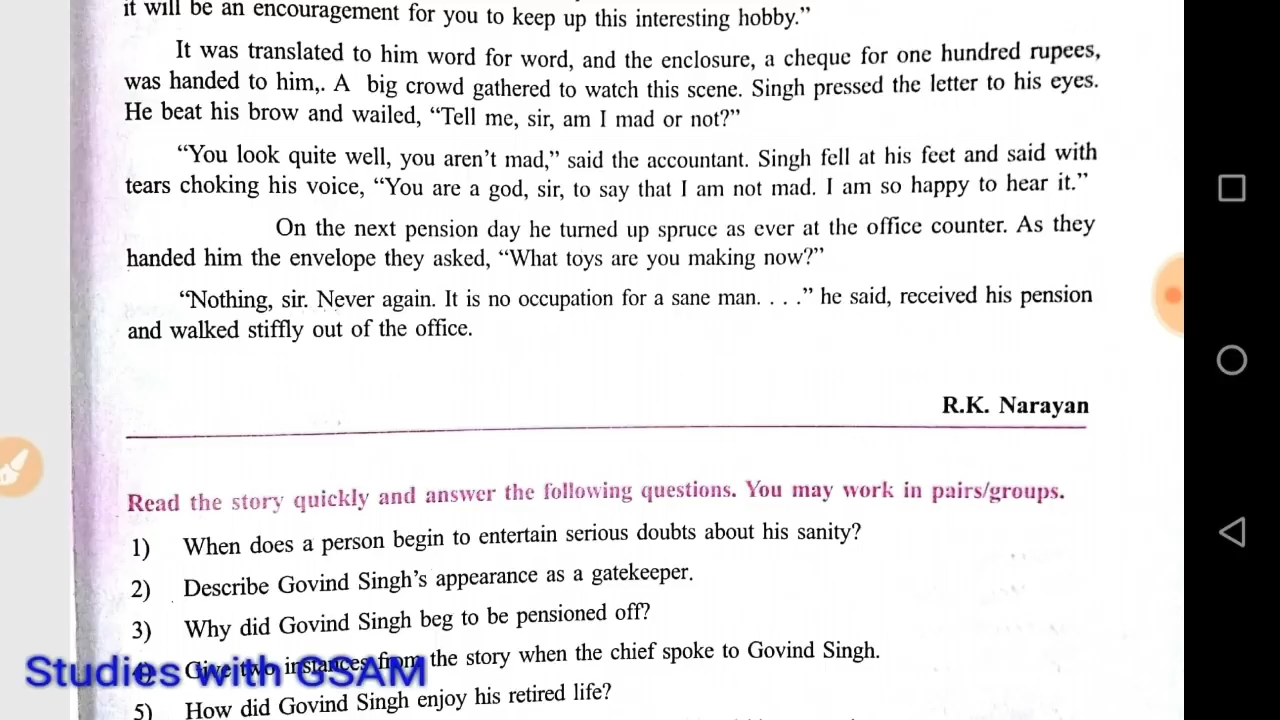 it will be an encouragement for you to keep up this interesting hobby.”
It was translated to him word for word, and the enclosure, a cheque for one hundred rupees,
was handed to him,. A big crowd gathered to watch this scene. Singh pressed the letter to his eyes.
He beat his brow and wailed, “Tell me, sir, am I mad or not?”
“You look quite well, you aren’t mad,” said the accountant. Singh fell at his feet and said with
tears choking his voice, “You are a god, sir, to say that I am not mad. I am so happy to hear it.”
On the next pension day he turned up spruce as ever at the office counter. As they
handed him the envelope they asked, “What toys are you making now?”
“Nothing, sir. Never again. It is no occupation for a sane man. . . .” he said, received his pension
and walked stiffly out of the office.
R.K. Narayan
Read the story quickly and answer the following questions. You may work in pairs/groups.
1) When does a person begin to entertain serious doubts about his sanity?
2) Describe Govind Singh’s appearance as a gatekeeper.
3) Why did Govind Singh beg to be pensioned off?
4) Give two instances from the story when the chief spoke to Govind Singh.
Studies with GSAM
5) How did Govind Singh enjoy his retired life?